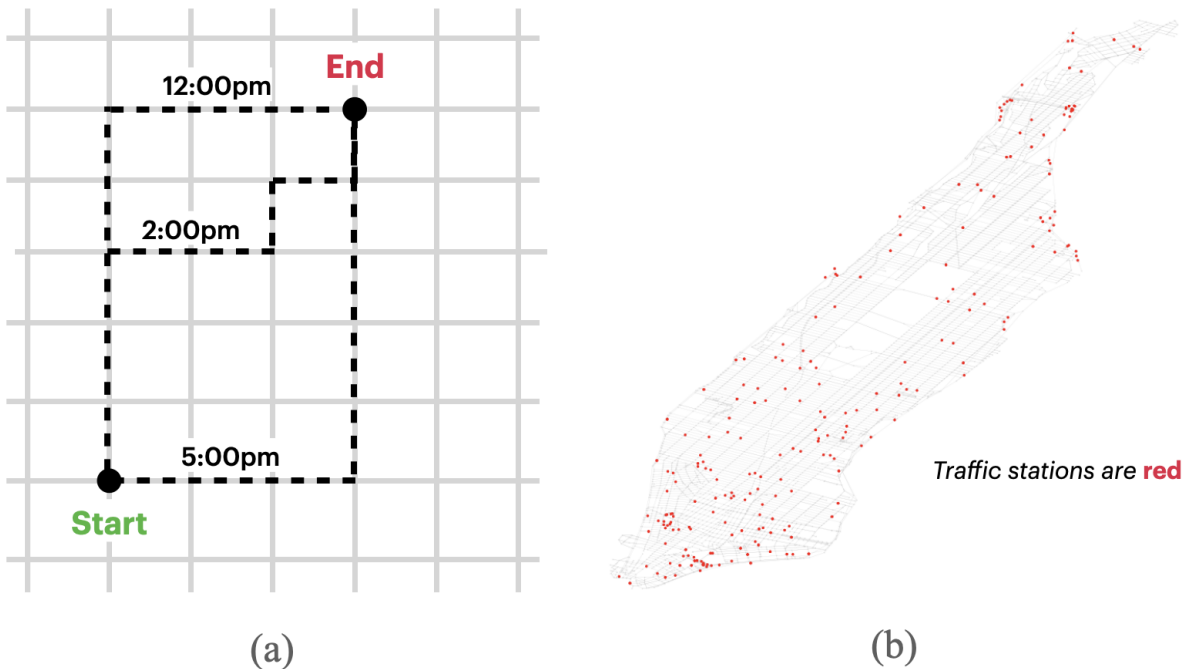 End
12:00pm
2:00pm
5:00pm
Start
(a)
Traffic stations are red
(b)